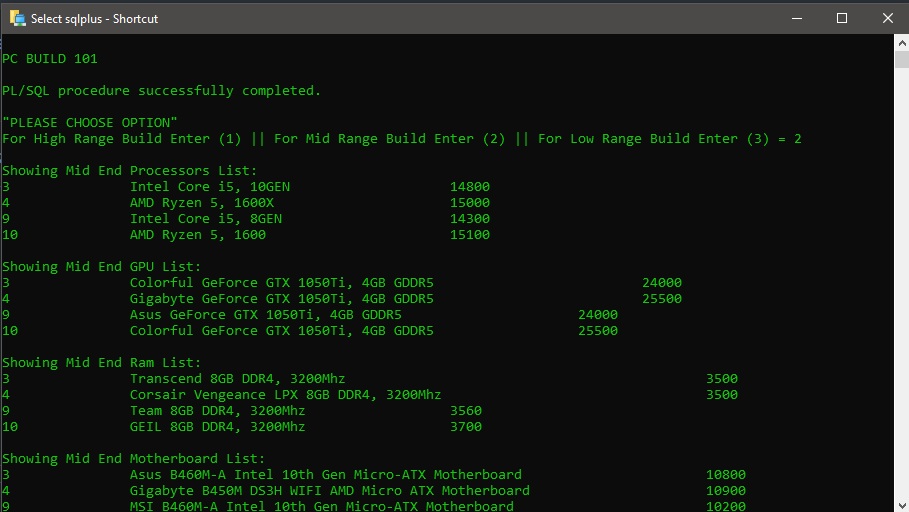 Select sqlplus - Shortcut
PC BUILD 101
PL/SQL procedure successfully completed.
"PLEASE CHOOSE OPTION"
For High Range Build Enter (1) || For Mid Range Build Enter (2) || For Low Range Build Enter (3) = 2
Showing Mid End Processors List:
3 Intel Core i5, 10GEN 14800
4 AMD Ryzen 5, 1600X 15000
9 Intel Core i5, 8GEN 14300
10 AMD Ryzen 5, 1600 15100
Showing Mid End GPU List:
3 Colorful GeForce GTX 1050Ti, 4GB GDDR5 24000
4 Gigabyte GeForce GTX 1050Ti, 4GB GDDR5 25500
9 Asus GeForce GTX 1050Ti, 4GB GDDR5 24000
10 Colorful GeForce GTX 1050Ti, 4GB GDDR5 25500
Showing Mid End Ram List:
3 Transcend 8GB DDR4, 3200Mhz 3500
4 Corsair Vengeance LPX 8GB DDR4, 3200Mhz 3500
9 Team 8GB DDR4, 3200Mhz 3560
10 GEIL 8GB DDR4, 3200Mhz 3700
Showing Mid End Motherboard List:
3 Asus B460M-A Intel 10th Gen Micro-ATX Motherboard 10800
4 Gigabyte B450M DS3H WIFI AMD Micro ATX Motherboard 10900
9 MSI B460M-A Intel 10th Gen Micro-ATX Motherboard 10200